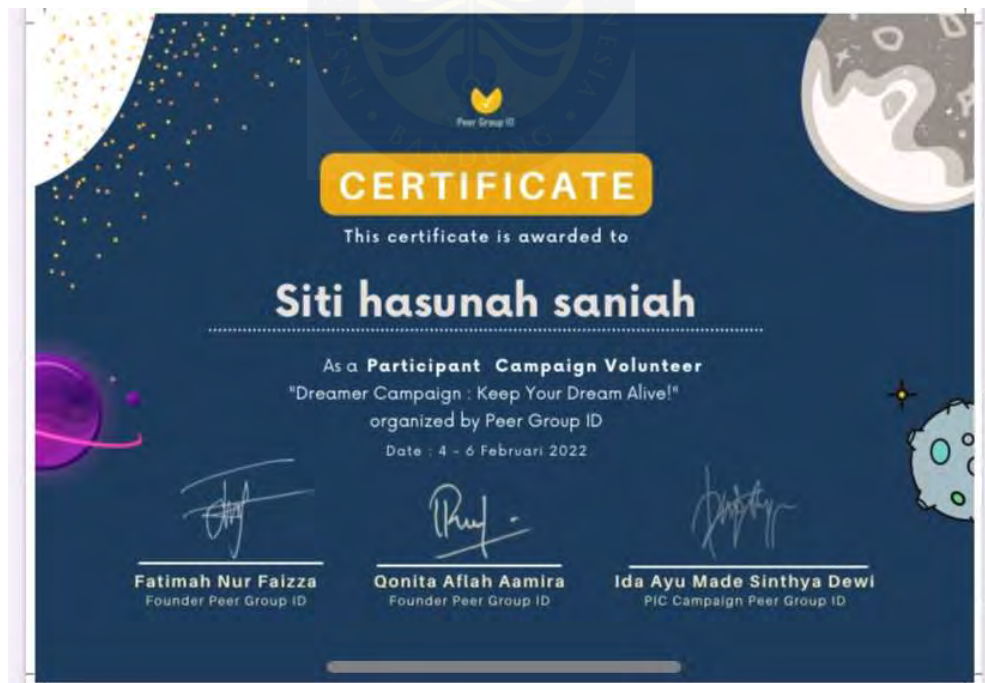 Peer Group ID
BANDUNG
CERTIFICATE
This certificate is awarded to
Siti hasunah saniah
As a Participant Campaign Volunteer
"Dreamer Campaign : Keep Your Dream Alive!"
organized by Peer Group ID
Date : 4 - 6 Februari 2022
Fatimah Nur Faizza
Founder Peer Group ID
Qonita Aflah Aamira
Founder Peer Group ID
Ida Ayu Made Sinthya Dewi
PIC Campaign Peer Group ID